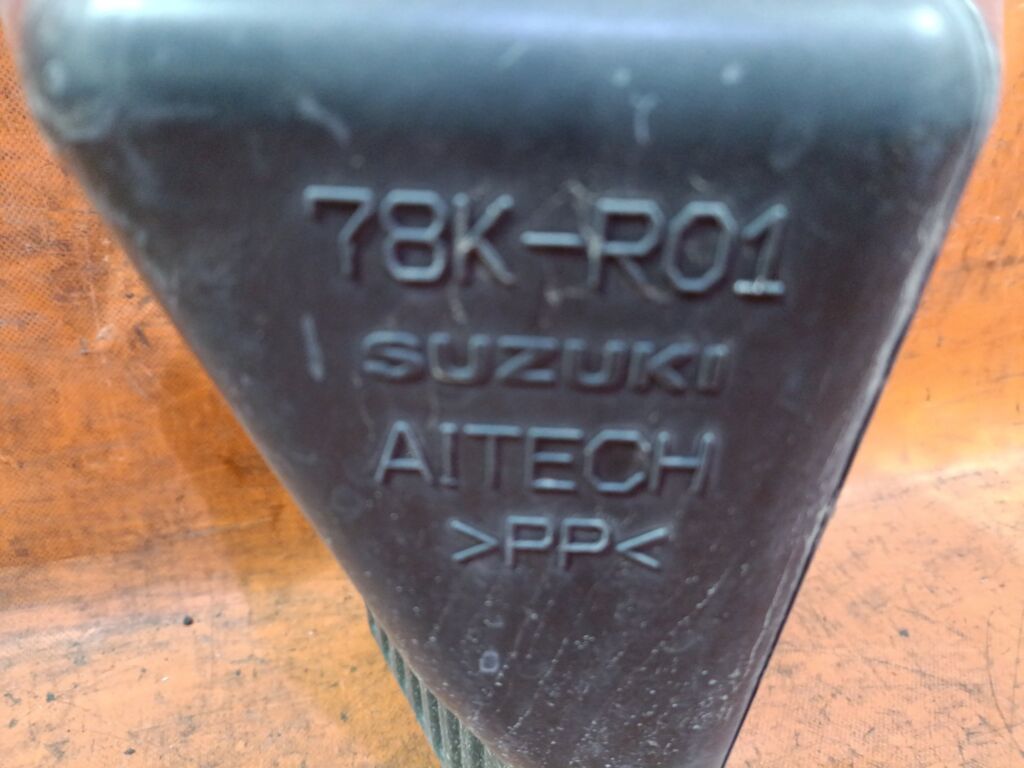 78K-R01
SUZUKI
AITECH
>PP<